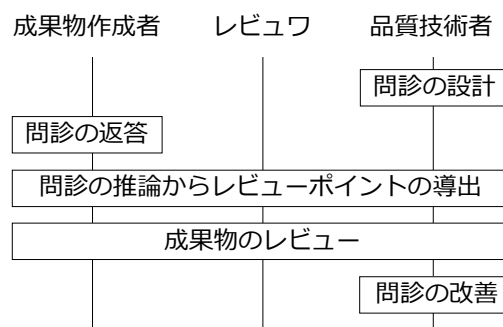 成果物作成者 レビュワ 品質技術者
問診の設計
問診の返答
問診の推論からレビューポイントの導出
成果物のレビュー
問診の改善